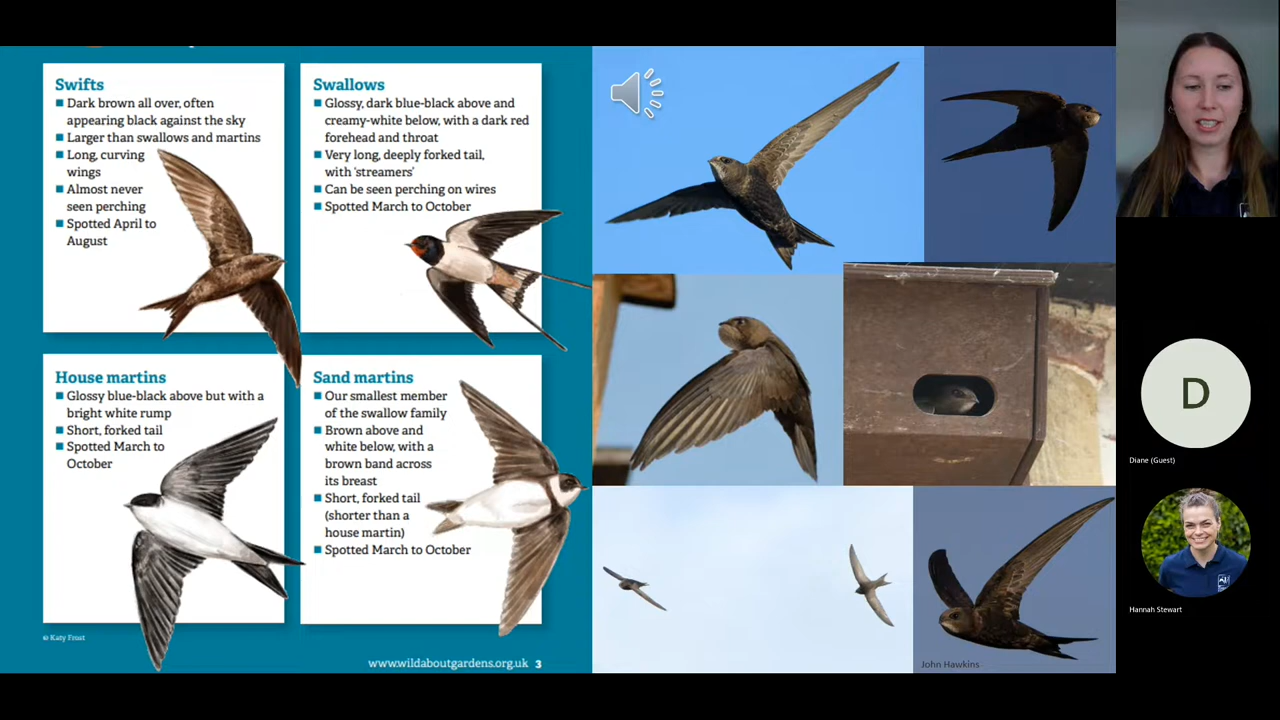 Swifts
Dark brown all over, often
appearing black against the sky
Larger than swallows and martins
Long, curving
wings
Almost never
seen perching
Spotted April to
August
Swallows
Glossy, dark blue-black above and
creamy-white below, with a dark red
forehead and throat
Very long, deeply forked tail,
with 'streamers'
Can be seen perching on wires
Spotted March to October
House martins
Glossy blue-black above but with a
bright white rump
Short, forked tail
Spotted March to
October
Sand martins
Our smallest member
of the swallow family
Brown above and
white below, with a
brown band across
its breast
Short, forked tail
(shorter than a
house martin)
Spotted March to October
© Katy Frust
www.wildaboutgardens.org.uk 3
John Hawkins
D
Diane (Guest)
Hannah Stewart